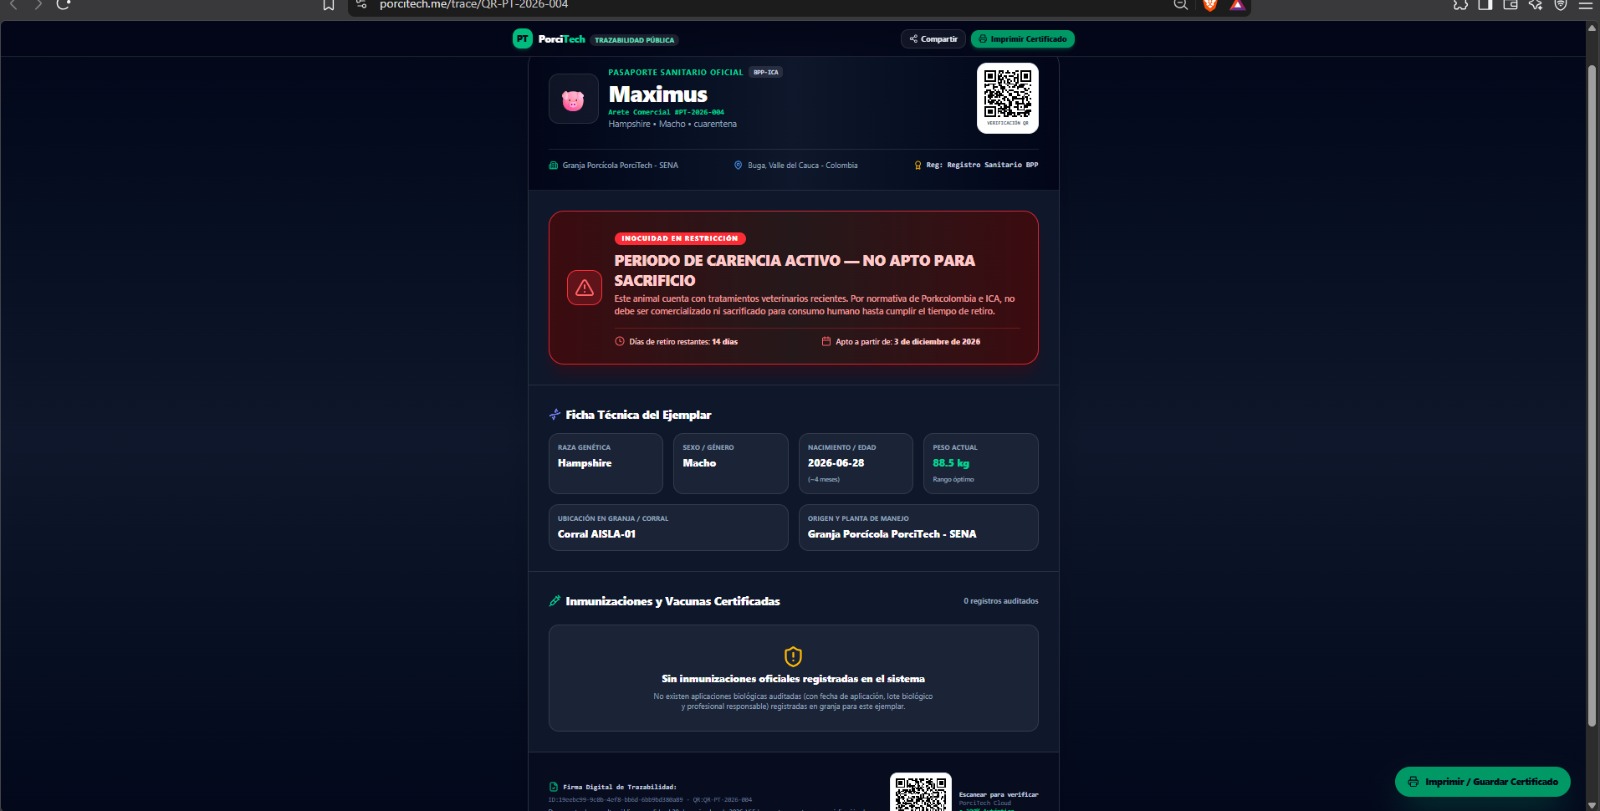 porcitech.me/trace/QR-PT-2026-004
PT PorciTech TRAZABILIDAD PÚBLICA
Compartir
Imprimir Certificado
PASAPORTE SANITARIO OFICIAL BPP-ICA
Maximus
Arete Comercial #PT-2026-004
Hampshire • Macho • cuarentena
VERIFICACIÓN QR
Granja Porcícola PorciTech - SENA
Buga, Valle del Cauca - Colombia
Reg: Registro Sanitario BPP
INOCUIDAD EN RESTRICCIÓN
PERIODO DE CARENCIA ACTIVO — NO APTO PARA
SACRIFICIO
Este animal cuenta con tratamientos veterinarios recientes. Por normativa de Porkcolombia e ICA, no
debe ser comercializado ni sacrificado para consumo humano hasta cumplir el tiempo de retiro.
Días de retiro restantes: 14 días
Apto a partir de: 3 de diciembre de 2026
Ficha Técnica del Ejemplar
RAZA GENÉTICA
Hampshire
SEXO / GÉNERO
Macho
NACIMIENTO / EDAD
2026-06-28
(~4 meses)
PESO ACTUAL
88.5 kg
Rango óptimo
UBICACIÓN EN GRANJA / CORRAL
Corral AISLA-01
ORIGEN Y PLANTA DE MANEJO
Granja Porcícola PorciTech - SENA
Inmunizaciones y Vacunas Certificadas
0 registros auditados
Sin inmunizaciones oficiales registradas en el sistema
No existen aplicaciones biológicas auditadas (con fecha de aplicación, lote biológico
y profesional responsable) registradas en granja para este ejemplar.
Firma Digital de Trazabilidad:
QR:QR-PT-2026-004
Escanear para verificar
PorciTech Cloud
Imprimir / Guardar Certificado